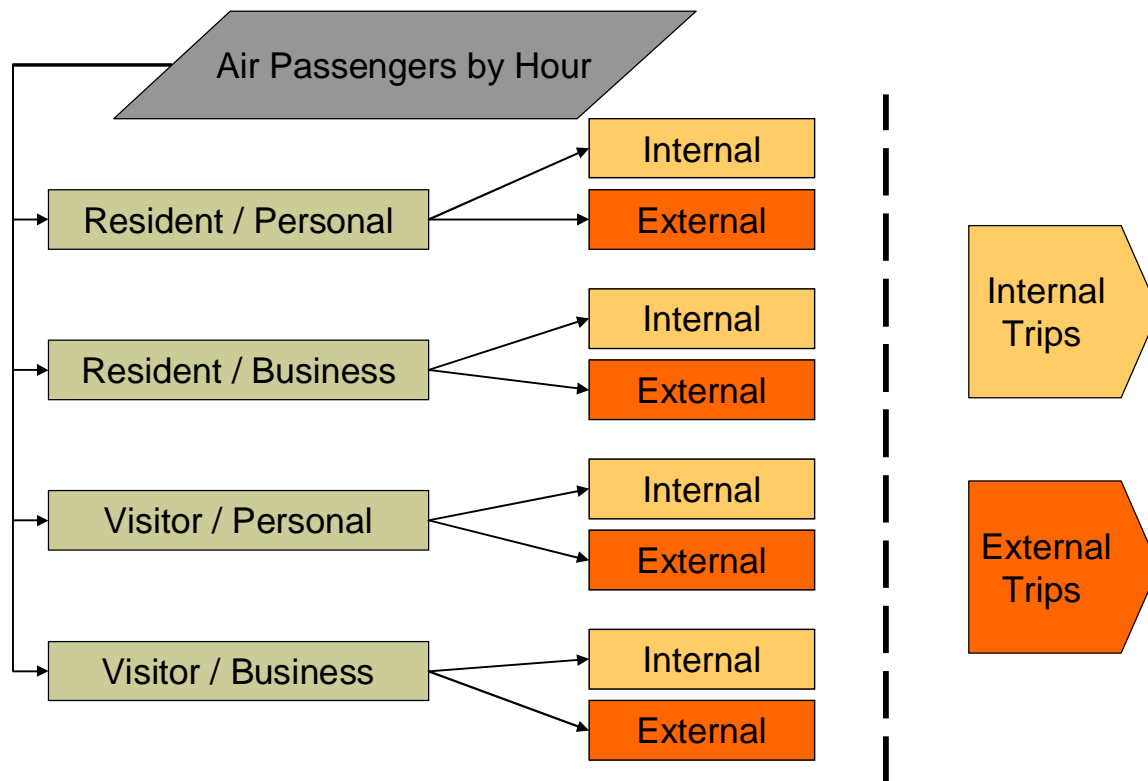 Air Passengers by Hour
Internal
Resident / Personal
External
Internal
Resident / Business
External
Internal
Visitor / Personal
External
Internal
Visitor / Business
External
Internal
Trips
External
Trips